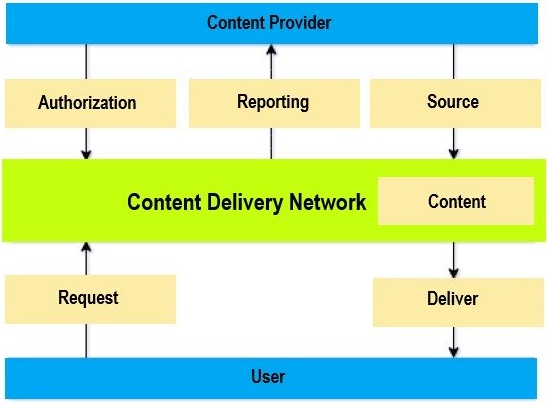 Content Provider
Authorization
Reporting
Source
Content Delivery Network
Content
Request
Deliver
User